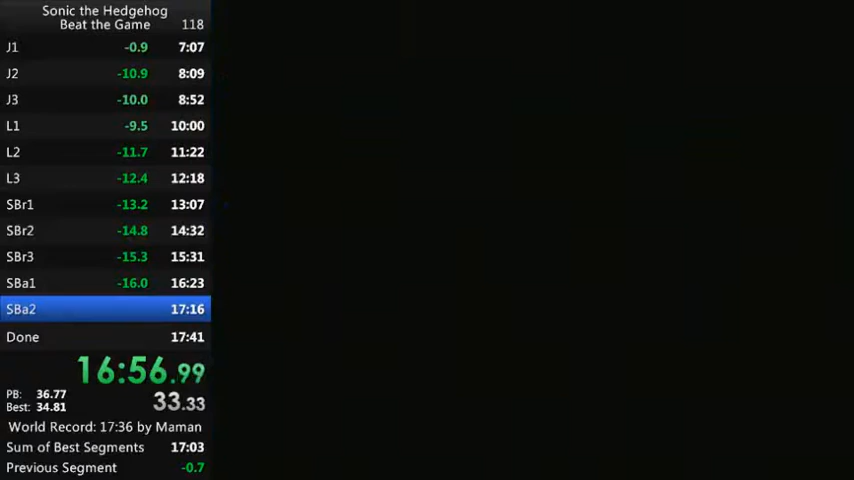 Sonic the Hedgehog
Beat the Game 118
J1 -0.9 7:07
J2 -10.9 8:09
J3 -10.0 8:52
L1 -9.5 10:00
L2 -11.7 11:22
L3 -12.4 12:18
SBr1 -13.2 13:07
SBr2 -14.8 14:32
SBr3 -15.3 15:31
SBa1 -16.0 16:23
SBa2 17:16
Done 17:41
16:56.99
PB: 36.77
Best: 34.81
33.33
World Record: 17:36 by Maman
Sum of Best Segments 17:03
Previous Segment -0.7